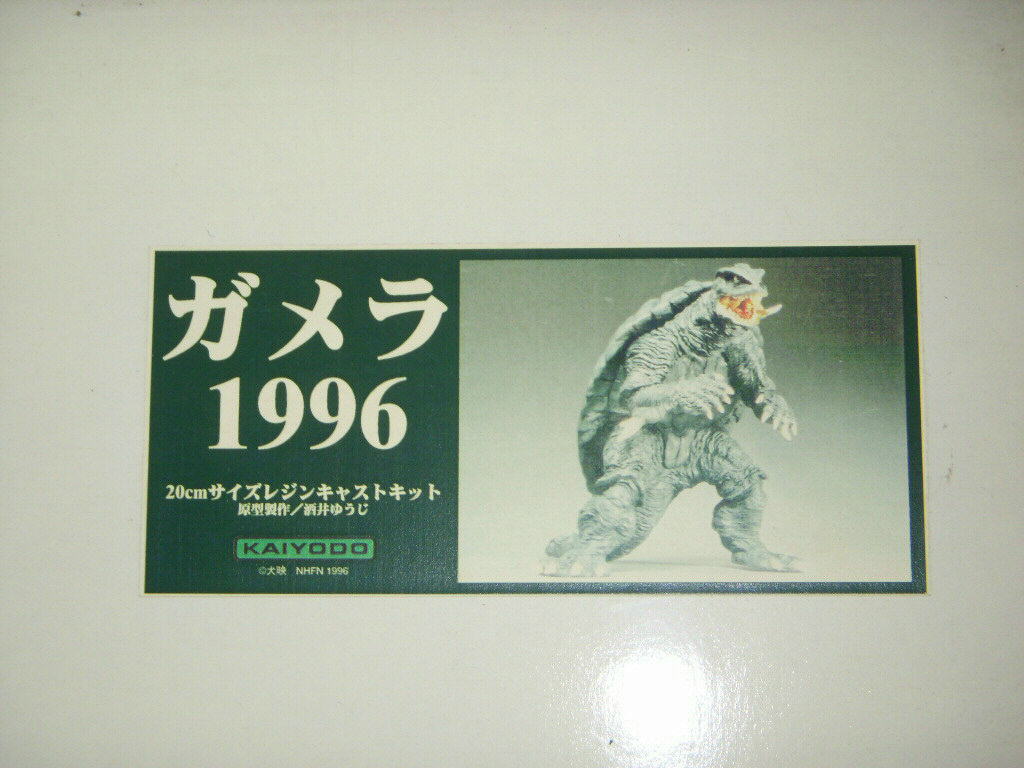 ガメラ
1996
20cmサイズレジンキャストキット
原型製作／酒井ゆうじ
KAIYODO
©大映 NHFN 1996